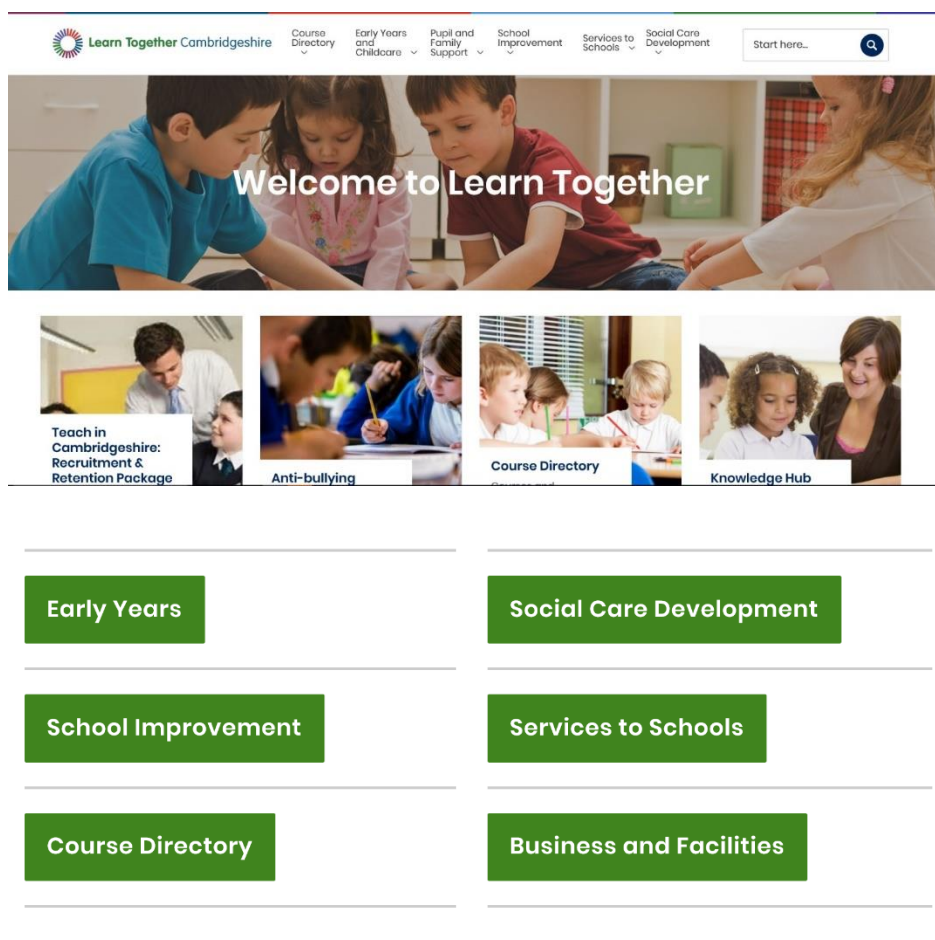 Learn Together Cambridgeshire
Course
Directory
Early Years
and
Childcare
Pupil and
Family
Support
School
Improvement
Services to
Schools
Social Care
Development
Start here...
Welcome to Learn Together
Teach in
Cambridgeshire:
Recruitment &
Retention Package
Anti-bullying
Course Directory
Knowledge Hub
Early Years
Social Care Development
School Improvement
Services to Schools
Course Directory
Business and Facilities